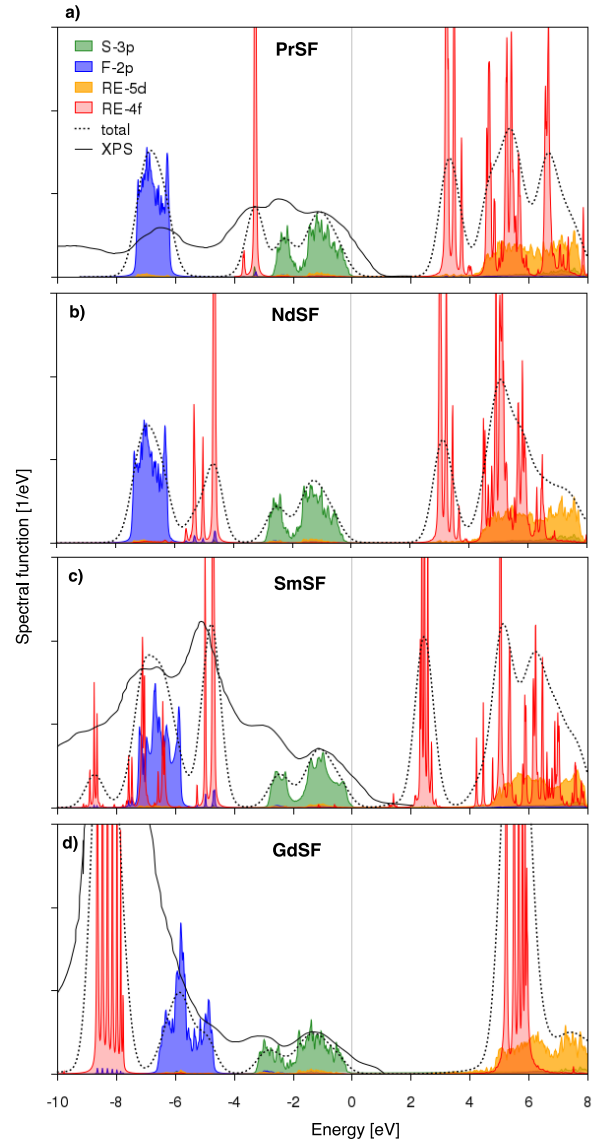 a)
PrSF
S-3p
F-2p
RE-5d
RE-4f
total
XPS
b)
NdSF
c)
SmSF
d)
GdSF
Spectral function [1/eV]
-10 -8 -6 -4 -2 0 2 4 6 8
Energy [eV]